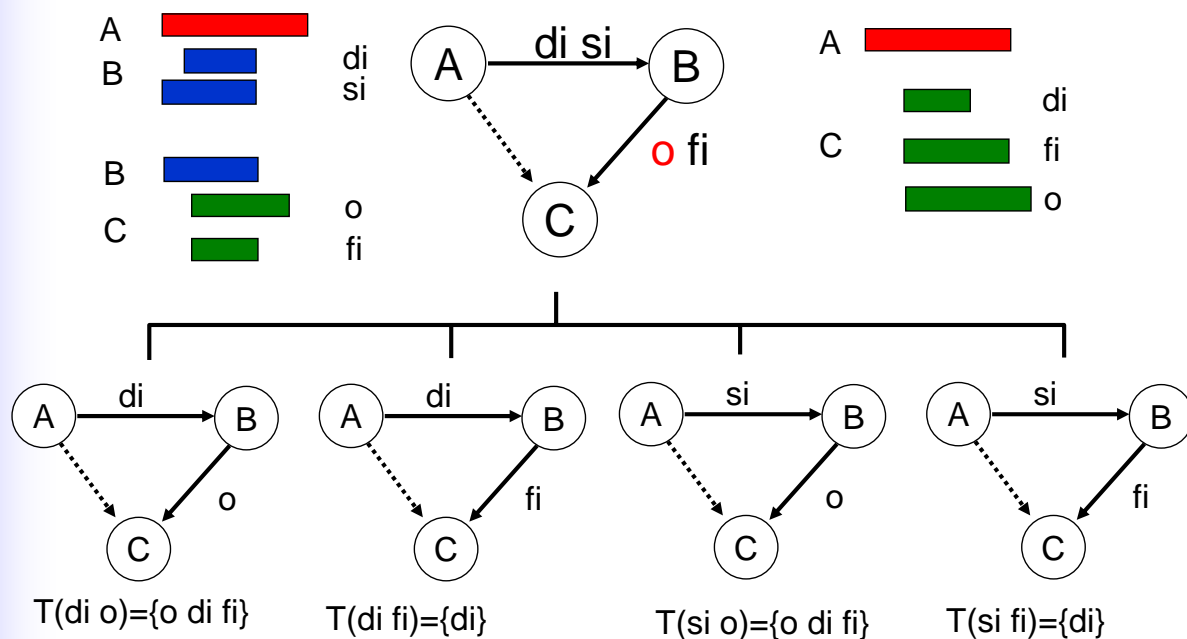 A
B
di
si
B
C
o
fi
A
di si
B
o fi
C
A
C
di
fi
o
A
di
B
o
C
T(di o)={o di fi}
A
di
B
fi
C
T(di fi)={di}
A
si
B
o
C
T(si o)={o di fi}
A
si
B
fi
C
T(si fi)={di}